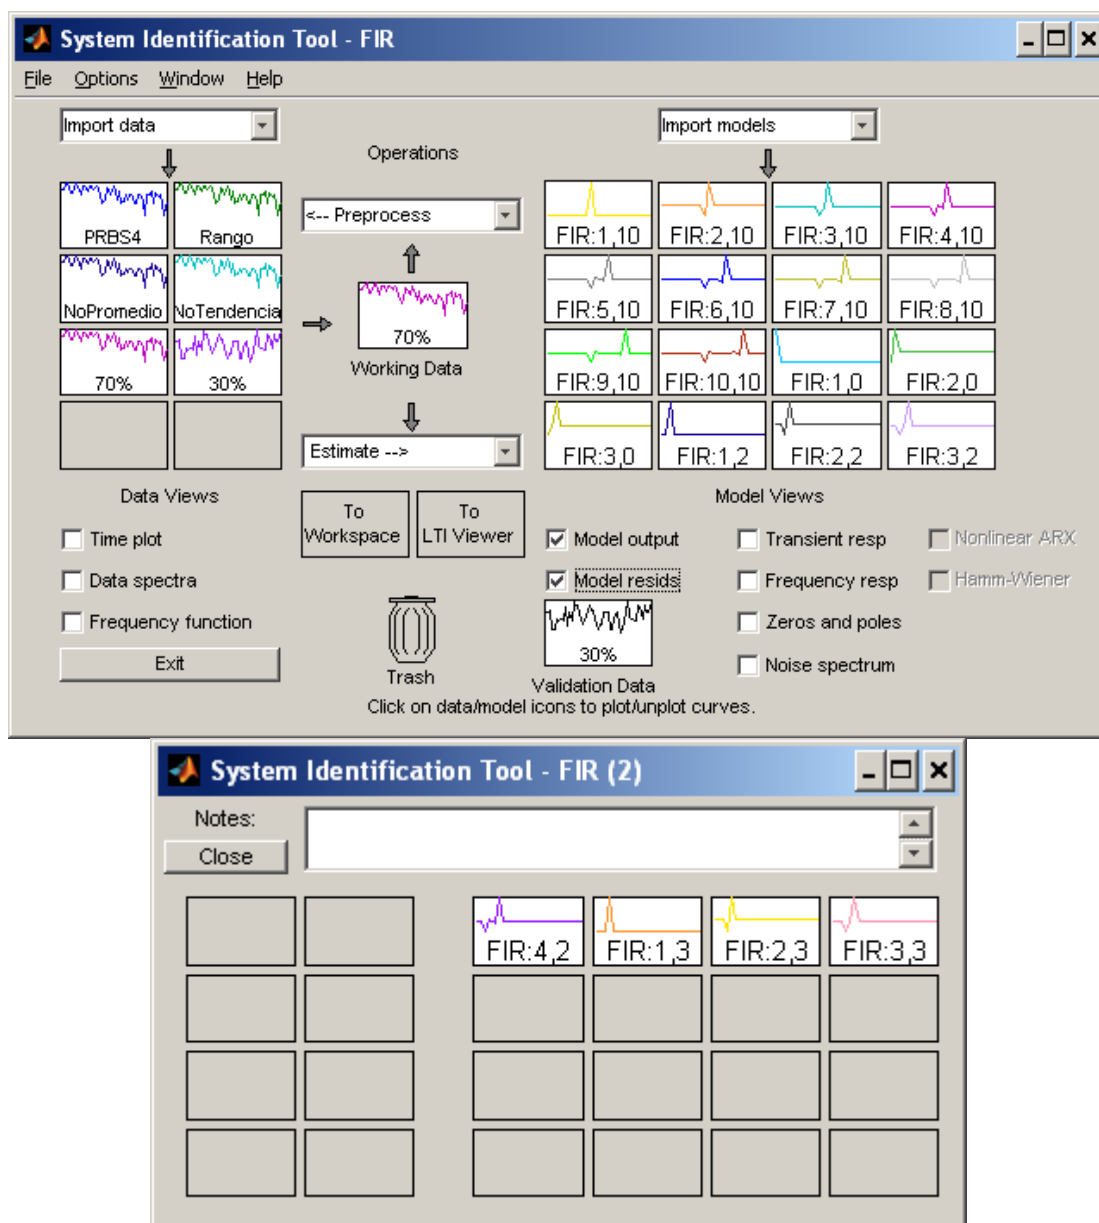 System Identification Tool - FIR
File Options Window Help
Import data
Import models
Operations
PRBS4 Rango
<-- Preprocess
FIR:1,10 FIR:2,10 FIR:3,10 FIR:4,10
NoPromedio NoTendencia
FIR:5,10 FIR:6,10 FIR:7,10 FIR:8,10
70%
Working Data
70% 30%
FIR:9,10 FIR:10,10 FIR:1,0 FIR:2,0
Estimate -->
FIR:3,0 FIR:1,2 FIR:2,2 FIR:3,2
Data Views
Model Views
To Workspace
To LTI Viewer
Time plot
Model output Transient resp Nonlinear ARX
Data spectra
Model resids Frequency resp Hamm-Wiener
Frequency function
Zeros and poles
Exit
30%
Noise spectrum
Trash
Validation Data
Click on data/model icons to plot/unplot curves.
System Identification Tool - FIR (2)
Notes:
Close
FIR:4,2 FIR:1,3 FIR:2,3 FIR:3,3